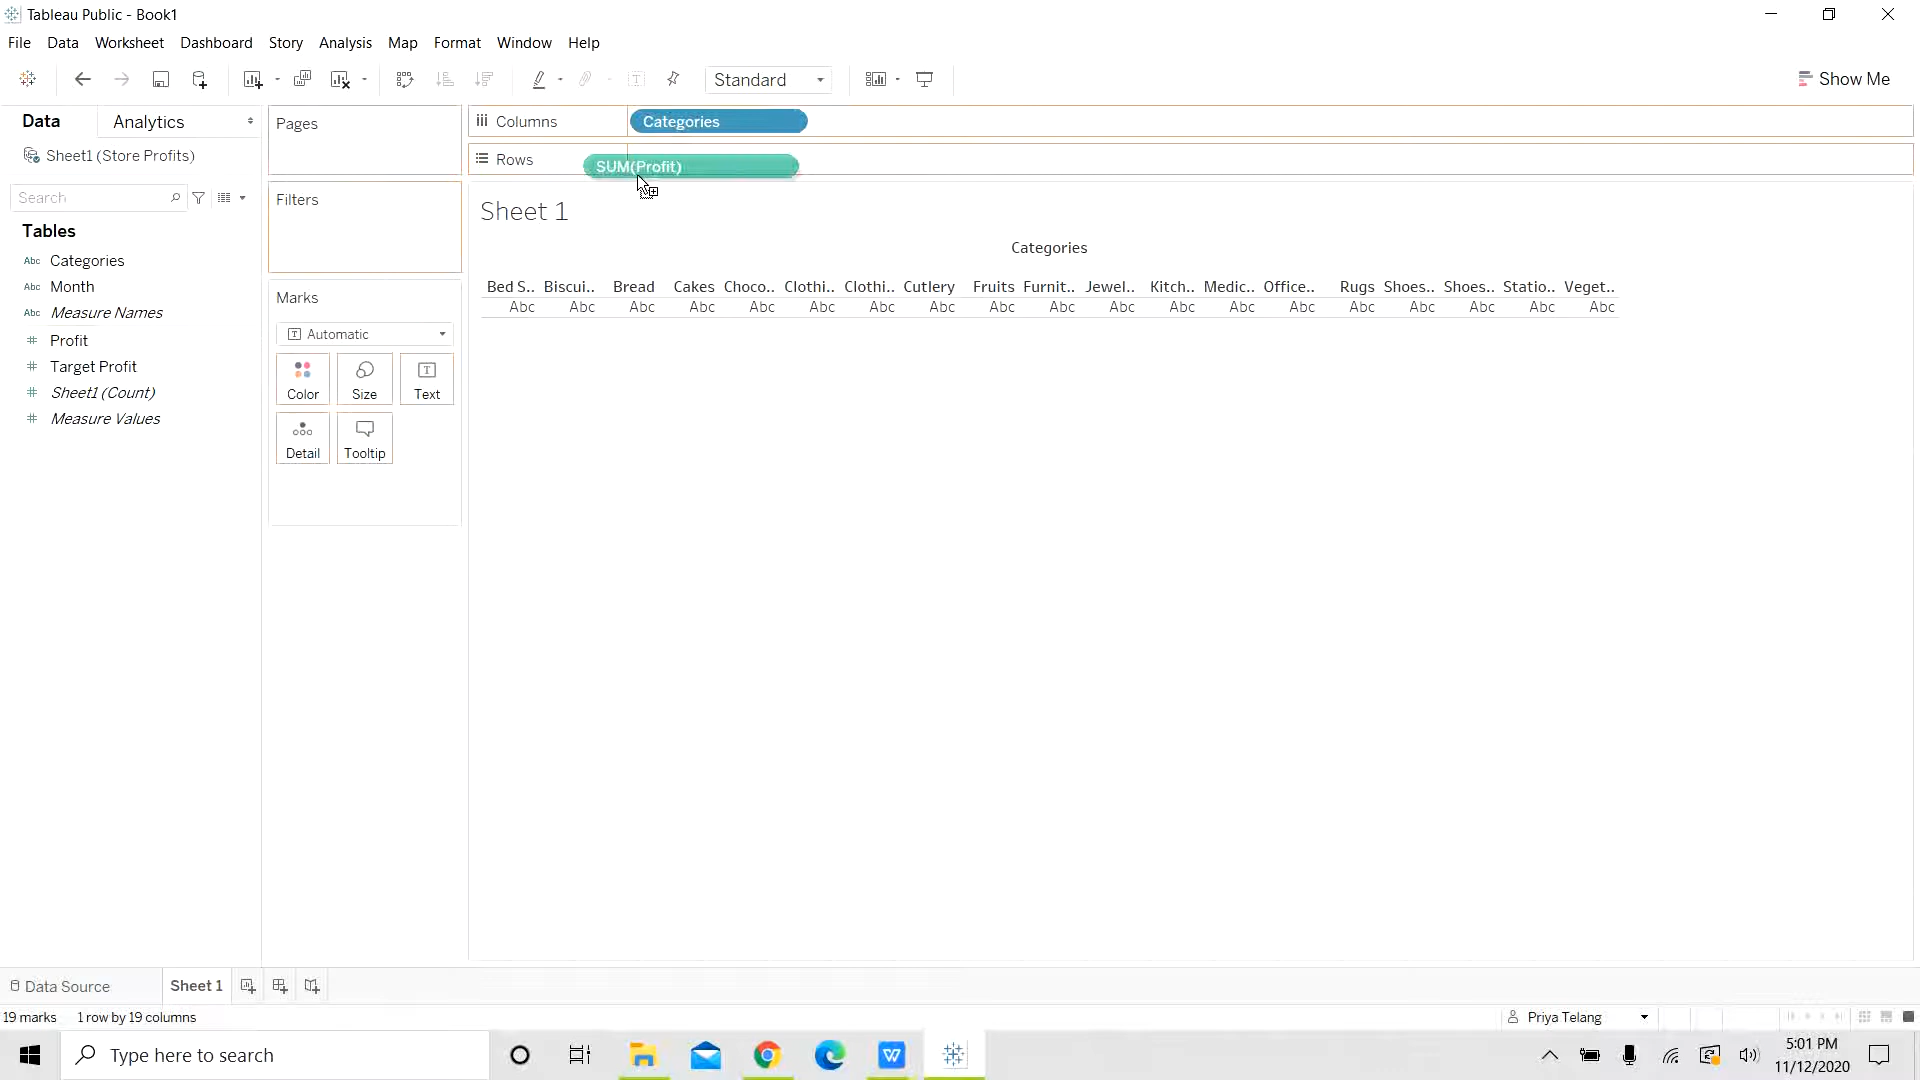 Tableau Public - Book1
File Data Worksheet Dashboard Story Analysis Map Format Window Help
Standard
Show Me
Data Analytics
Sheet1 (Store Profits)
Search
Tables
Abc Categories
Abc Month
Abc Measure Names
# Profit
# Target Profit
# Sheet1 (Count)
# Measure Values
Pages
Filters
Marks
T Automatic
Color Size Text
Detail Tooltip
Columns Categories
Rows SUM(Profit)
Sheet 1
Categories
Bed S.. Biscui.. Bread Cakes Choco.. Clothi.. Clothi.. Cutlery Fruits Furnit.. Jewel.. Kitch.. Medic.. Office.. Rugs Shoes.. Shoes.. Statio.. Veget..
Abc Abc Abc Abc Abc Abc Abc Abc Abc Abc Abc Abc Abc Abc Abc Abc Abc Abc Abc
Data Source Sheet 1
19 marks 1 row by 19 columns
Priya Telang
Type here to search
W
5:01 PM
11/12/2020